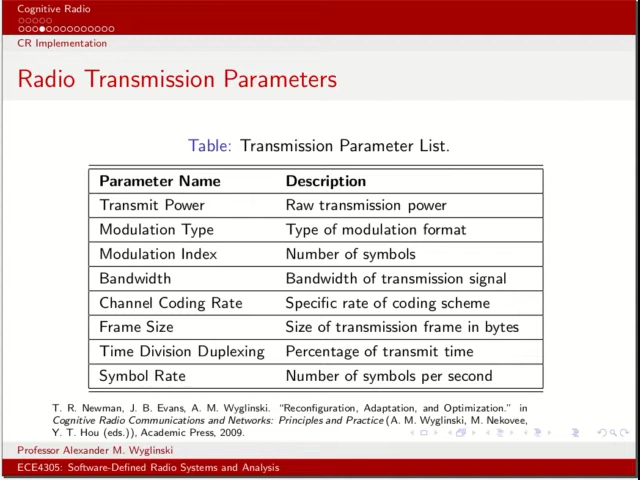 Cognitive Radio
CR Implementation
Radio Transmission Parameters
Table: Transmission Parameter List.
Parameter Name Description
Transmit Power Raw transmission power
Modulation Type Type of modulation format
Modulation Index Number of symbols
Bandwidth Bandwidth of transmission signal
Channel Coding Rate Specific rate of coding scheme
Frame Size Size of transmission frame in bytes
Time Division Duplexing Percentage of transmit time
Symbol Rate Number of symbols per second
T. R. Newman, J. B. Evans, A. M. Wyglinski. “Reconfiguration, Adaptation, and Optimization.” in
Cognitive Radio Communications and Networks: Principles and Practice (A. M. Wyglinski, M. Nekovee,
Y. T. Hou (eds.)), Academic Press, 2009.
Professor Alexander M. Wyglinski
ECE4305: Software-Defined Radio Systems and Analysis